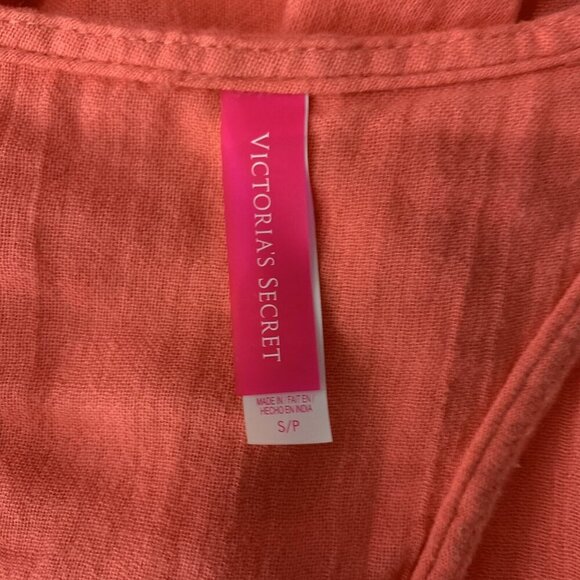 VICTORIA'S SECRET
MADE IN / FAIT EN /
HECHO EN INDIA
S/P